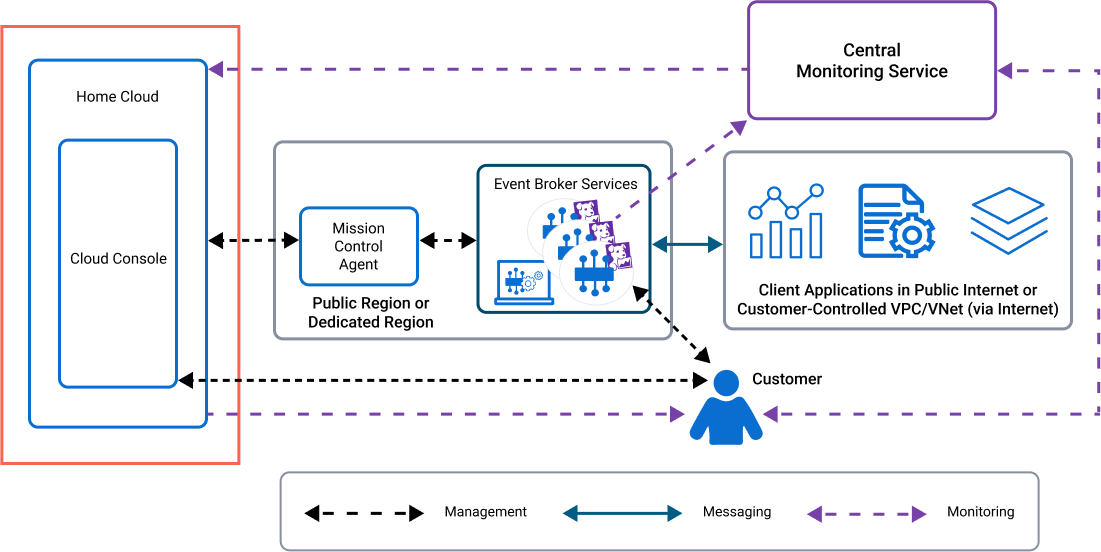 Central
Monitoring Service
Home Cloud
Cloud Console
Mission
Control
Agent
Public Region or
Dedicated Region
Event Broker Services
Client Applications in Public Internet or
Customer-Controlled VPC/VNet (via Internet)
Customer
Management
Messaging
Monitoring